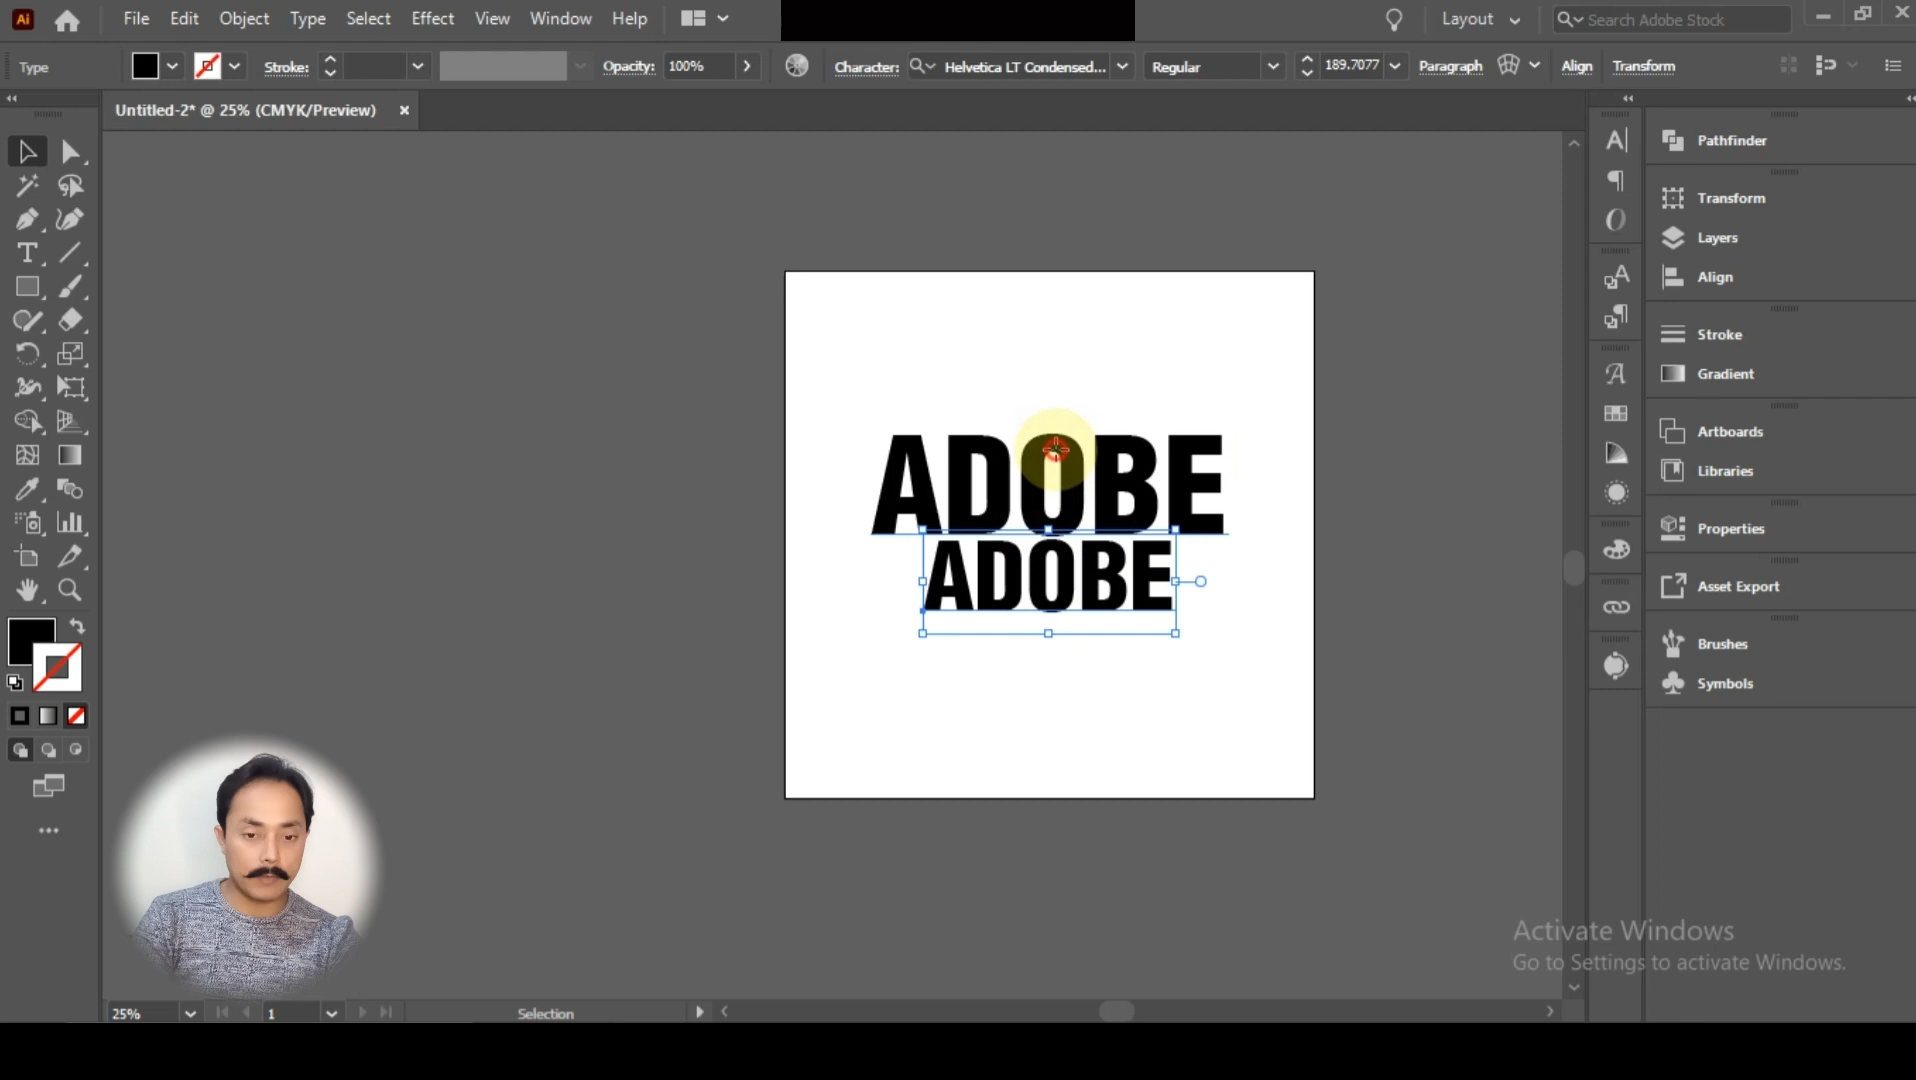 Ai File Edit Object Type Select Effect View Window Help Layout Search Adobe Stock
Type Stroke: Opacity: 100% Character: Helvetica LT Condensed... Regular 189.7077 Paragraph Align Transform
Untitled-2* @ 25% (CMYK/Preview)
Pathfinder
Transform
Layers
Align
Stroke
Gradient
Artboards
Libraries
Properties
Asset Export
Brushes
Symbols
ADOBE
ADOBE
Activate Windows
Go to Settings to activate Windows.
25% 1 Selection